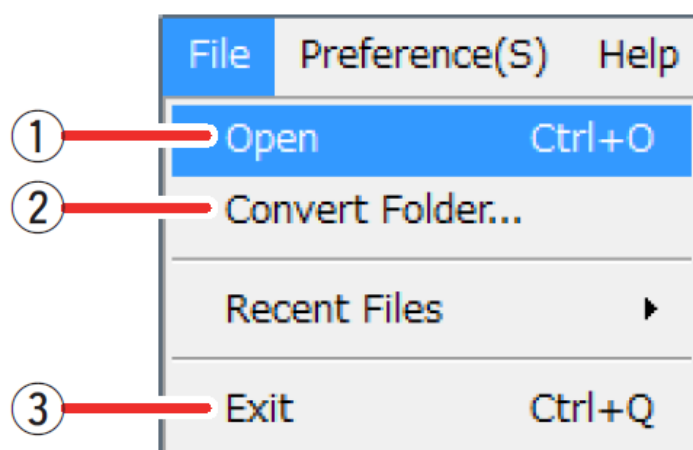 File Preference(S) Help
① Open Ctrl+O
② Convert Folder...
Recent Files
③ Exit Ctrl+Q